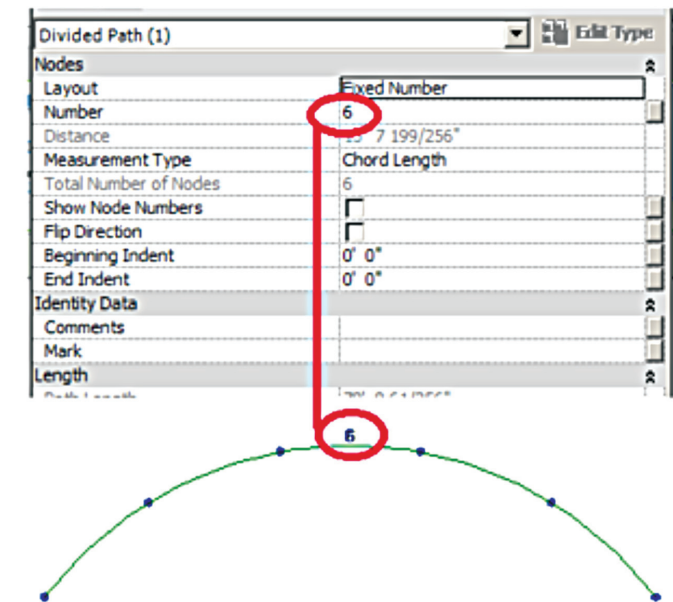 Divided Path (1) Edit Type
Nodes
Layout Fixed Number
Number 6
Distance 7 199/256"
Measurement Type Chord Length
Total Number of Nodes 6
Show Node Numbers
Flip Direction
Beginning Indent 0' 0"
End Indent 0' 0"
Identity Data
Comments
Mark
Length
Path Length
6